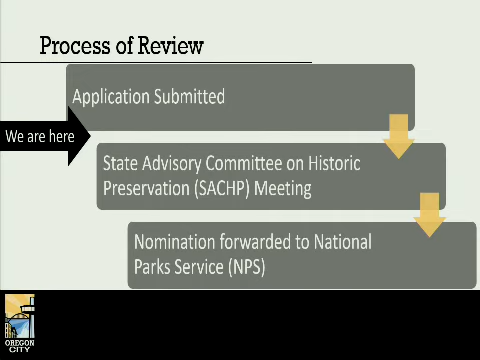 Process of Review
Application Submitted
We are here
State Advisory Committee on Historic
Preservation (SACHP) Meeting
Nomination forwarded to National
Parks Service (NPS)
OREGON
CITY